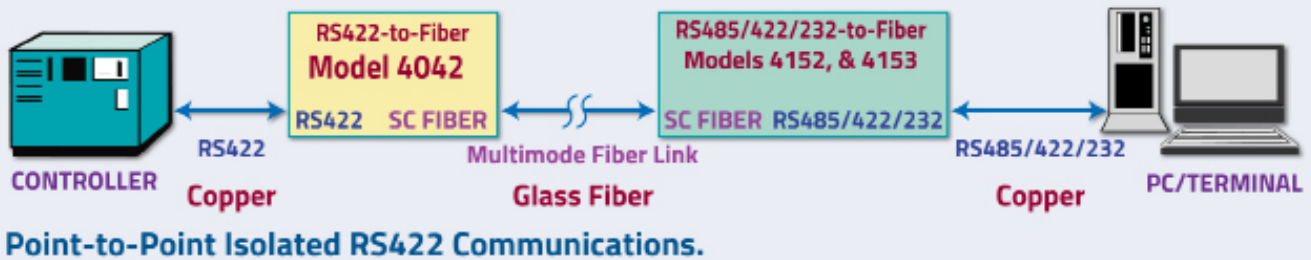 RS422-to-Fiber
Model 4042
RS422 SC FIBER
RS485/422/232-to-Fiber
Models 4152, & 4153
SC FIBER RS485/422/232
RS422
Multimode Fiber Link
RS485/422/232
CONTROLLER
PC/TERMINAL
Copper
Glass Fiber
Copper
Point-to-Point Isolated RS422 Communications.